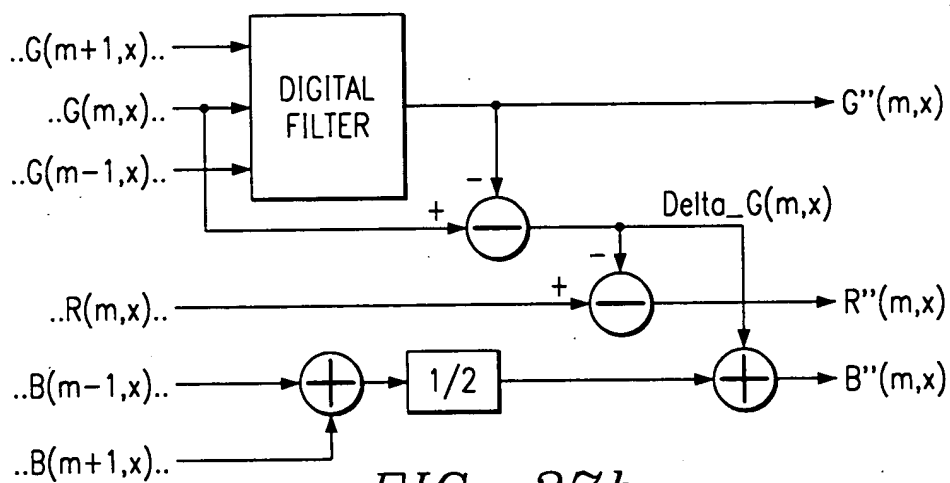 ..G(m+1,x)..
..G(m,x)..
..G(m-1,x)..
DIGITAL
FILTER
G''(m,x)
Delta_G(m,x)
..R(m,x)..
R''(m,x)
..B(m-1,x)..
1/2
B''(m,x)
..B(m+1,x)..